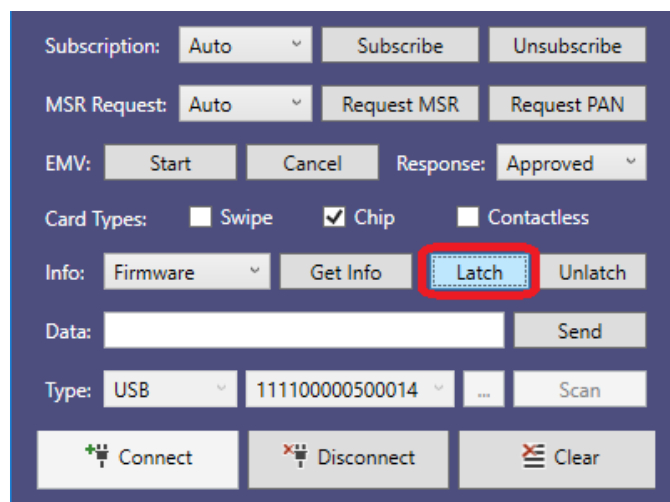 Subscription: Auto Subscribe Unsubscribe
MSR Request: Auto Request MSR Request PAN
EMV: Start Cancel Response: Approved
Card Types: Swipe Chip Contactless
Info: Firmware Get Info Latch Unlatch
Data: Send
Type: USB 111100000500014 ... Scan
Connect Disconnect Clear